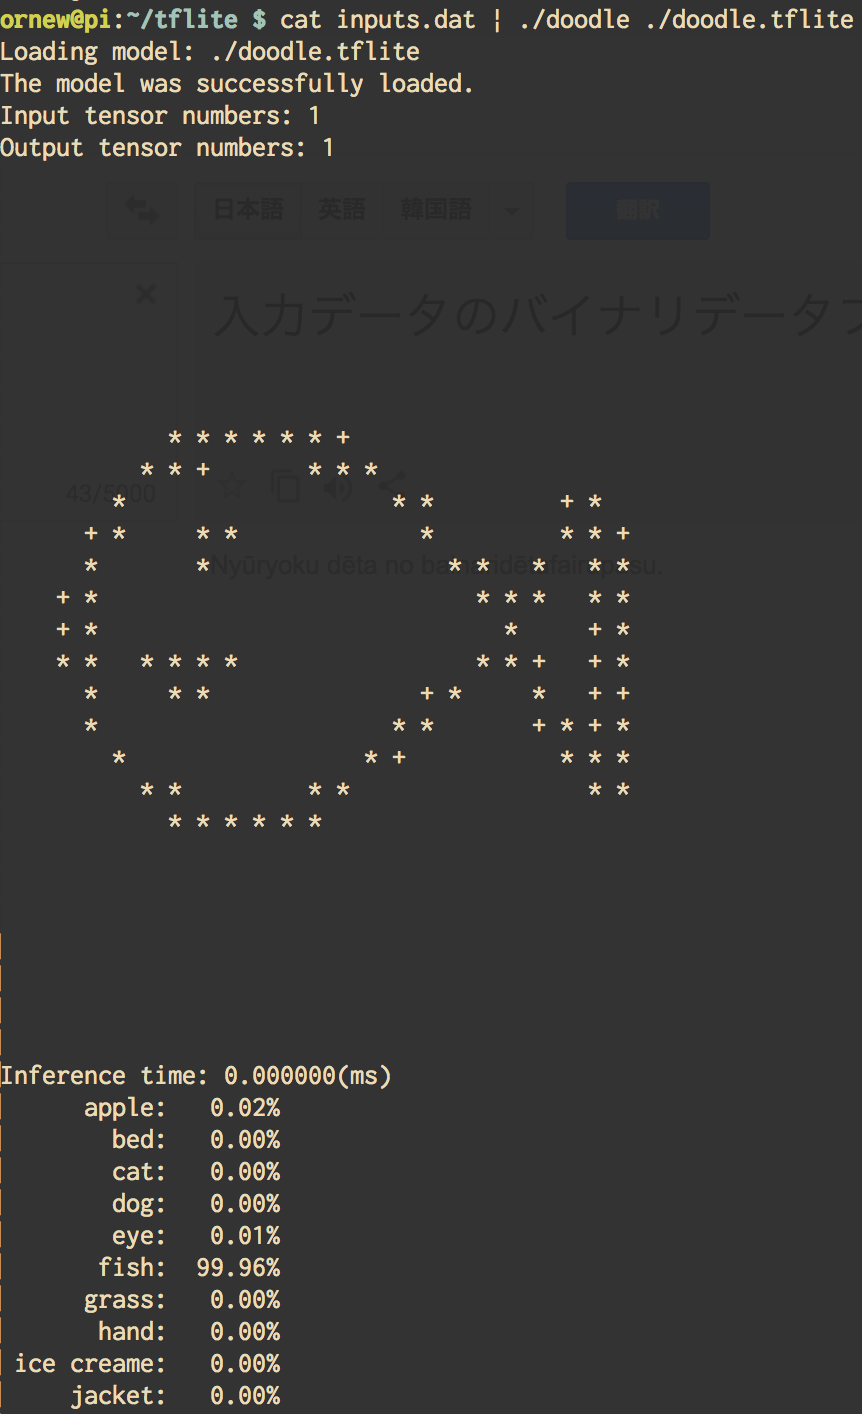 ornew@pi:~/tflite $ cat inputs.dat | ./doodle ./doodle.tflite
Loading model: ./doodle.tflite
The model was successfully loaded.
Input tensor numbers: 1
Output tensor numbers: 1
日本語 英語 韓国語 翻訳
入力データのバイナリデータフ
* * * * * * +
* * + * * *
43/5000
* * * + *
+ * * * * * * +
Nyūryoku dēta no
* * * * * * *
+ * * * * * *
+ * * + *
* * * * * * * * + + *
* * * + * * + +
* * * + * + *
* * + * * *
* * * * * *
* * * * * *
Inference time: 0.000000(ms)
apple: 0.02%
bed: 0.00%
cat: 0.00%
dog: 0.00%
eye: 0.01%
fish: 99.96%
grass: 0.00%
hand: 0.00%
ice creame: 0.00%
jacket: 0.00%